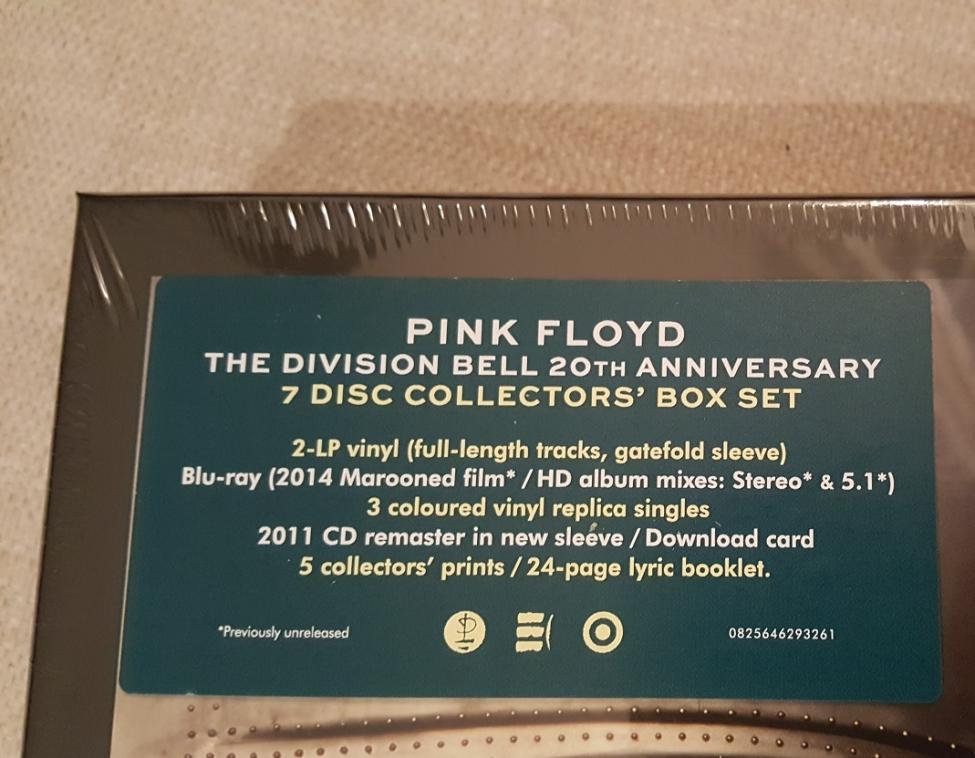 PINK FLOYD
THE DIVISION BELL 20TH ANNIVERSARY
7 DISC COLLECTORS' BOX SET
2-LP vinyl (full-length tracks, gatefold sleeve)
Blu-ray (2014 Marooned film* / HD album mixes: Stereo* & 5.1*)
3 coloured vinyl replica singles
2011 CD remaster in new sleeve / Download card
5 collectors' prints / 24-page lyric booklet.
*Previously unreleased
0825646293261